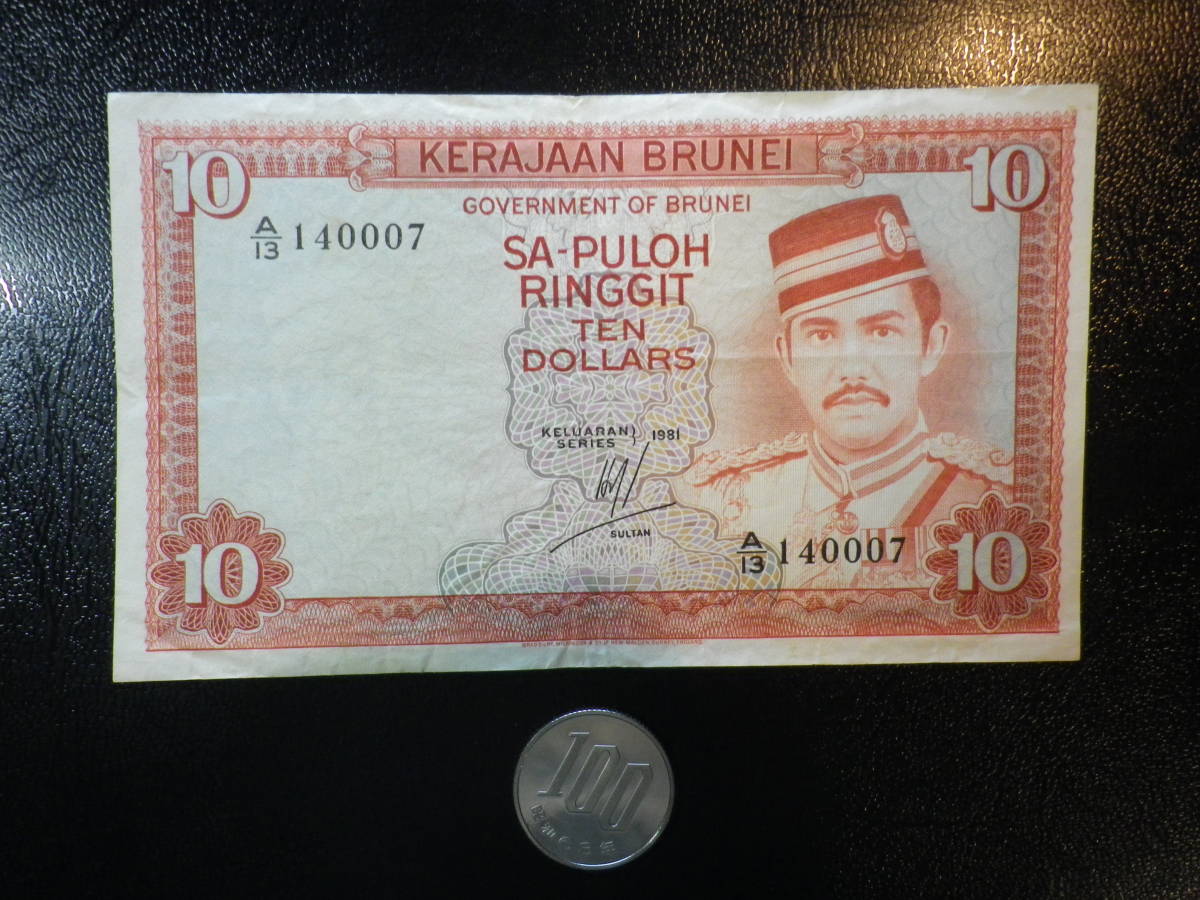 10
KERAJAAN BRUNEI
10
GOVERNMENT OF BRUNEI
A/13 140007
SA-PULOH
RINGGIT
TEN
DOLLARS
KELUARAN
SERIES } 1981
SULTAN
A/13 140007
10
10
100